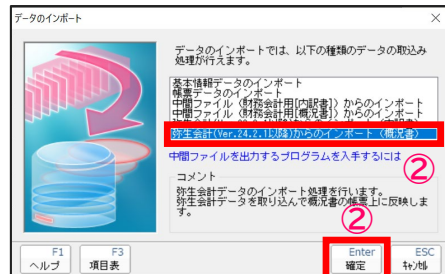 データのインポート
データのインポートでは、以下の種類のデータの取込み
処理が行えます。
基本情報データのインポート
帳票データのインポート
中間ファイル（財務会計用[内訳書]）からのインポート
中間ファイル（財務会計用[概況書]）からのインポート
弥生会計(Ver.24.2.1以降)からのインポート（概況書）
中間ファイルを出力するプログラムを入手するには
②
コメント
弥生会計データのインポート処理を行います。
弥生会計データを取り込んで概況書の帳票上に反映しま
す。
②
F1 F3 Enter ESC
ヘルプ 項目表 確定 ｷｬﾝｾﾙ